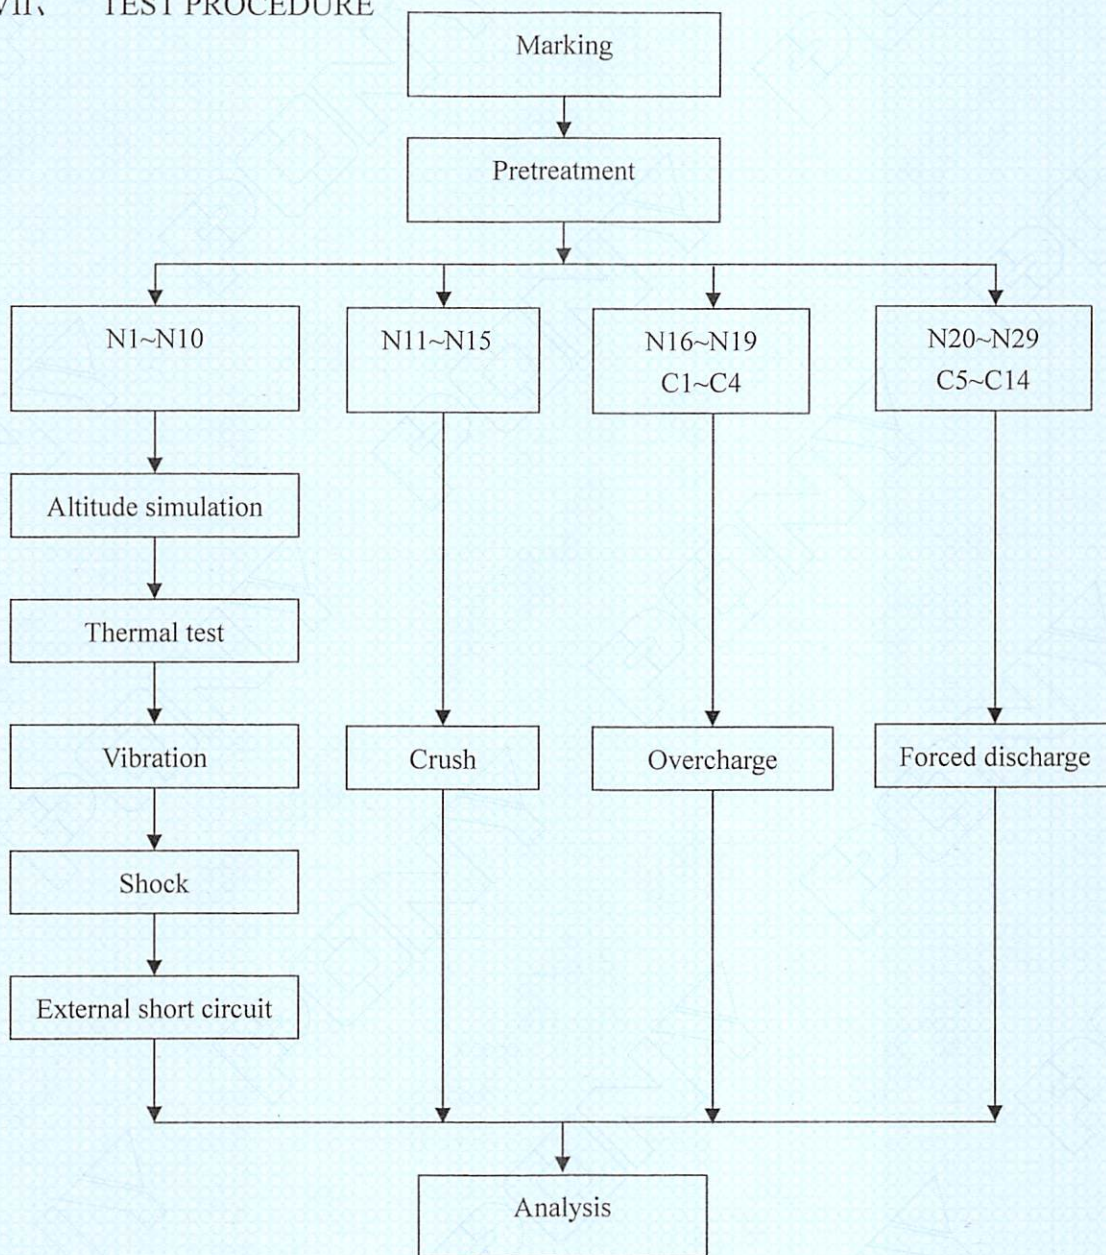 VII、 TEST PROCEDURE
Marking
Pretreatment
N1~N10
N11~N15
N16~N19
C1~C4
N20~N29
C5~C14
Altitude simulation
Thermal test
Vibration
Crush
Overcharge
Forced discharge
Shock
External short circuit
Analysis